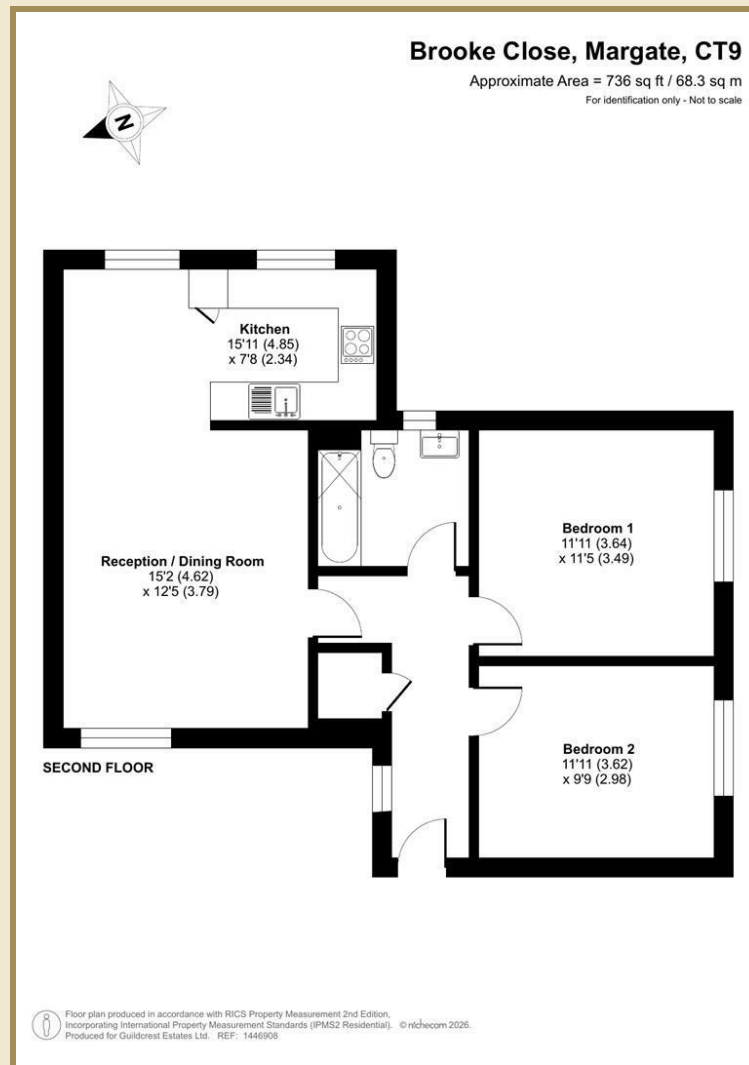 Brooke Close, Margate, CT9
Approximate Area = 736 sq ft / 68.3 sq m
For identification only - Not to scale
N
Kitchen
15'11 (4.85)
x 7'8 (2.34)
Bedroom 1
11'11 (3.64)
x 11'5 (3.49)
Reception / Dining Room
15'2 (4.62)
x 12'5 (3.79)
Bedroom 2
11'11 (3.62)
x 9'9 (2.98)
SECOND FLOOR
Floor plan produced in accordance with RICS Property Measurement 2nd Edition,
Incorporating International Property Measurement Standards (IPMS2 Residential). © nichecom 2026.
Produced for Guildcrest Estates Ltd. REF: 1446908